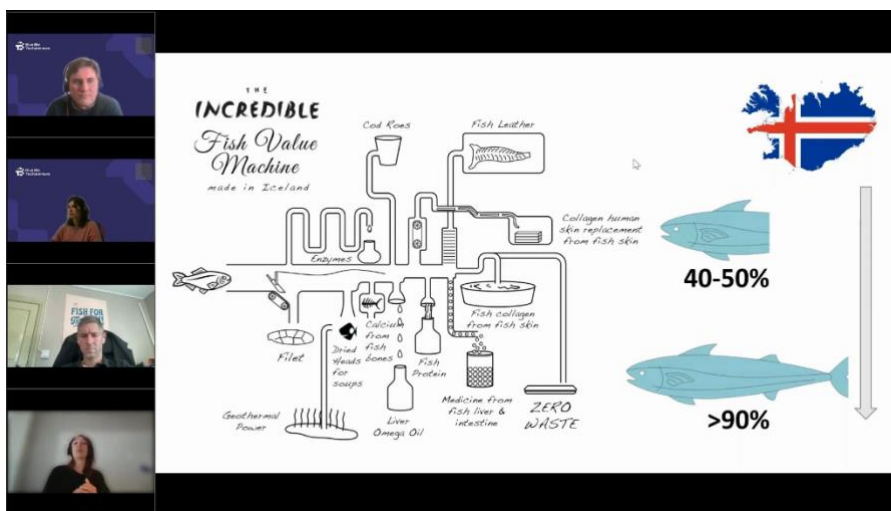 THE
INCREDIBLE
Fish Value
Machine
made in Iceland
Cod Roes
Fish Leather
Collagen human
skin replacement
from fish skin
Enzymes
Filet
Dried
Heads
for
soups
Calcium
from
fish
bones
Fish
Protein
Fish collagen
from fish skin
Geothermal
Power
Liver
Omega Oil
Medicine from
fish liver &
intestine
ZERO
WASTE
40-50%
>90%
FISH FOR